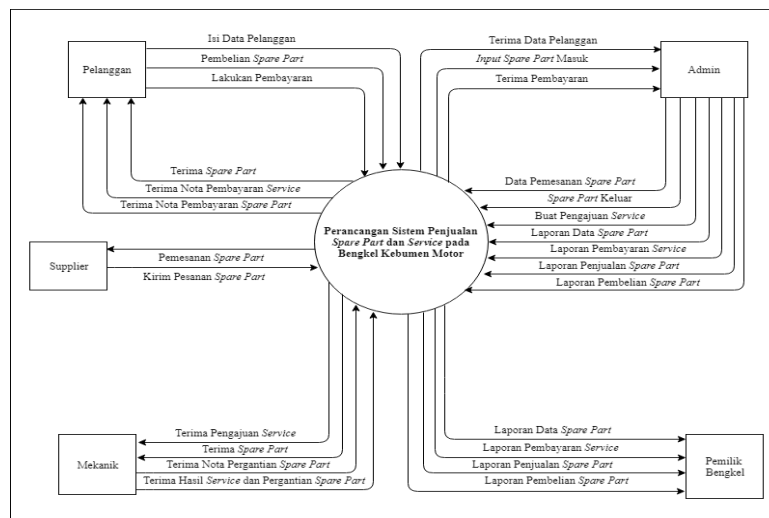 Isi Data Pelanggan
Pembelian Spare Part
Lakukan Pembayaran
Pelanggan
Terima Spare Part
Terima Nota Pembayaran Service
Terima Nota Pembayaran Spare Part
Terima Data Pelanggan
Input Spare Part Masuk
Terima Pembayaran
Admin
Data Pemesanan Spare Part
Spare Part Keluar
Buat Pengajuan Service
Laporan Data Spare Part
Laporan Pembayaran Service
Laporan Penjualan Spare Part
Laporan Pembelian Spare Part
Perancangan Sistem Penjualan
Spare Part dan Service pada
Bengkel Kebumen Motor
Supplier
Pemesanan Spare Part
Kirim Pesanan Spare Part
Mekanik
Terima Pengajuan Service
Terima Spare Part
Terima Nota Pergantian Spare Part
Terima Hasil Service dan Pergantian Spare Part
Laporan Data Spare Part
Laporan Pembayaran Service
Laporan Penjualan Spare Part
Laporan Pembelian Spare Part
Pemilik
Bengkel